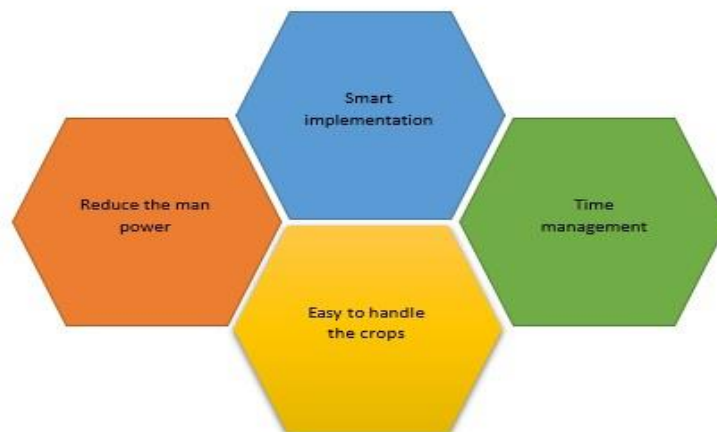 Smart
implementation
Reduce the man
power
Time
management
Easy to handle
the crops